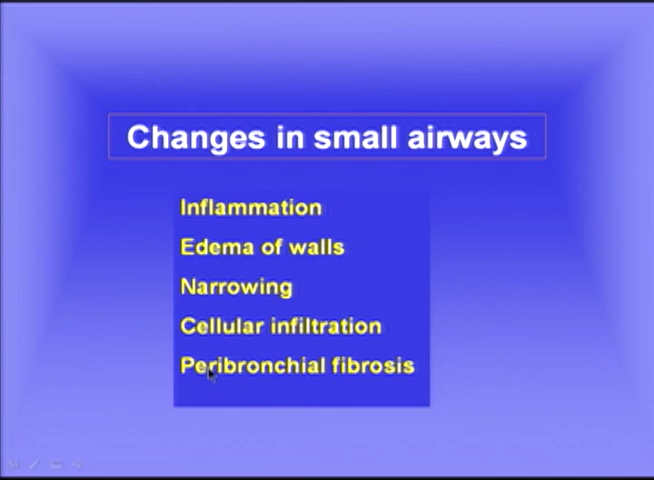 Changes in small airways
Inflammation
Edema of walls
Narrowing
Cellular infiltration
Peribronchial fibrosis